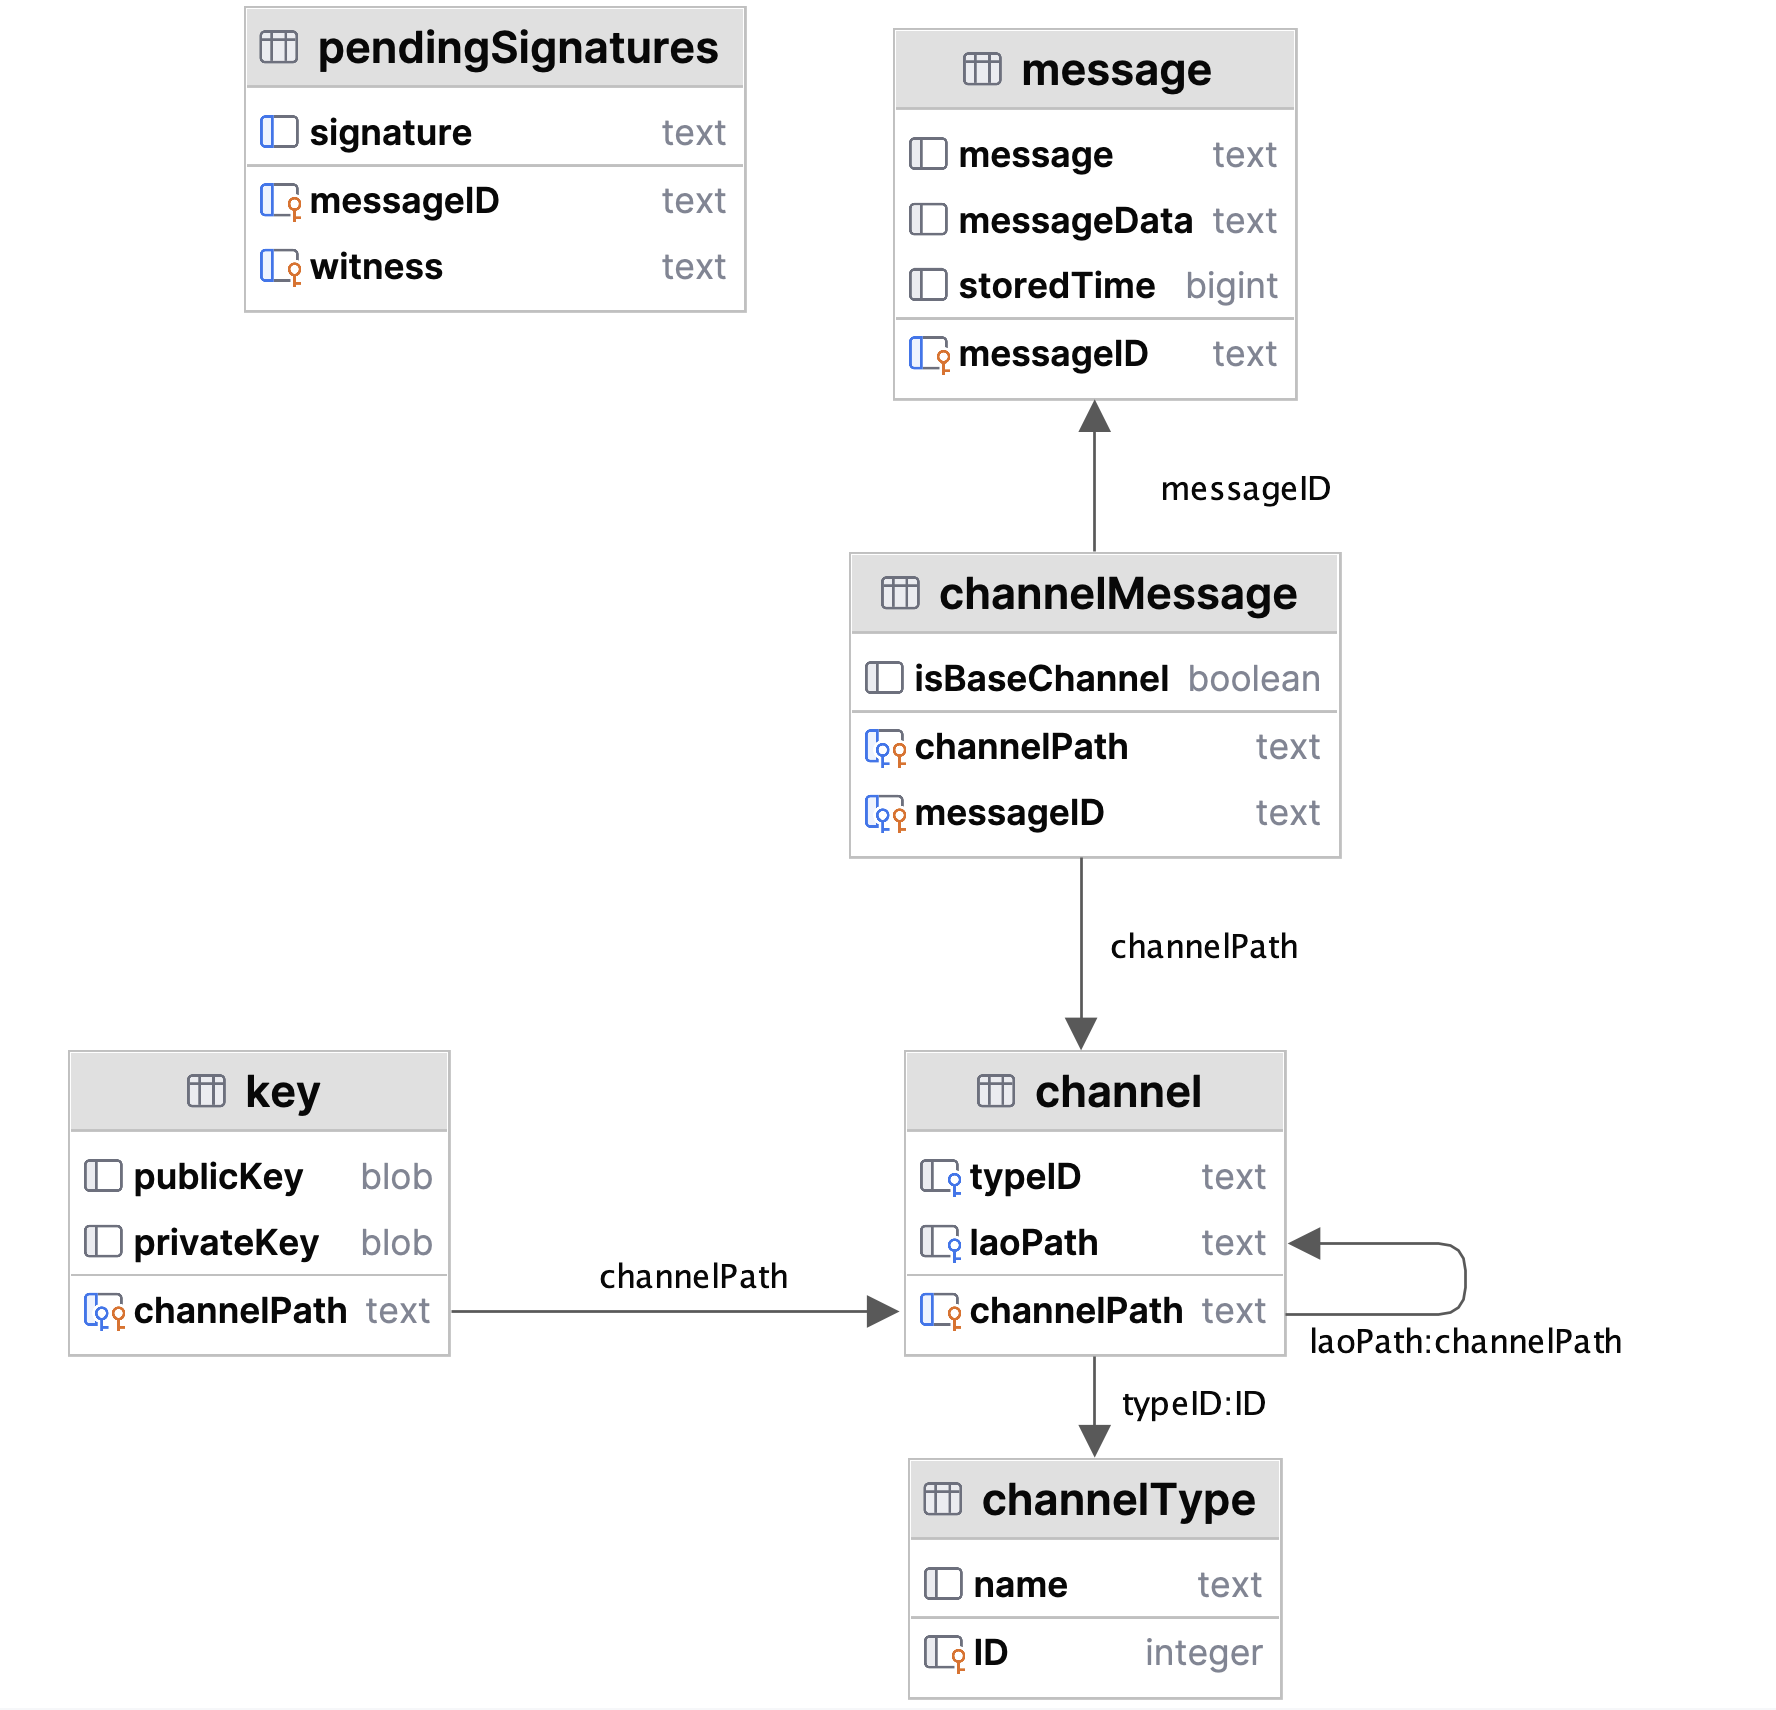 pendingSignatures
signature text
messageID text
witness text
message
message text
messageData text
storedTime bigint
messageID text
messageID
channelMessage
isBaseChannel boolean
channelPath text
messageID text
channelPath
key
publicKey blob
privateKey blob
channelPath text
channelPath
channel
typeID text
laoPath text
channelPath text
laoPath:channelPath
typeID:ID
channelType
name text
ID integer